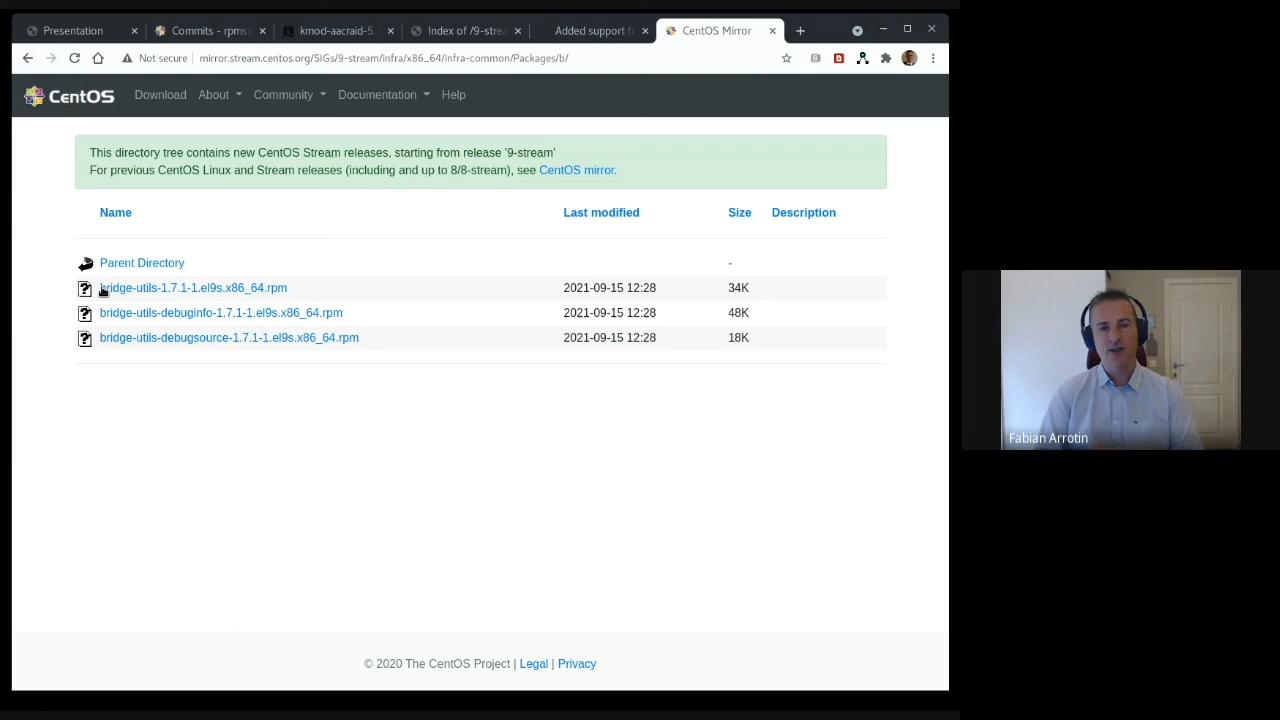 Presentation
Commits - rpms/
kmod-aacraid-5.
Index of /9-strea
Added support f
CentOS Mirror
Not secure
mirror.stream.centos.org/SIGs/9-stream/infra/x86_64/infra-common/Packages/b/
CentOS
Download
About
Community
Documentation
Help
This directory tree contains new CentOS Stream releases, starting from release '9-stream'
For previous CentOS Linux and Stream releases (including and up to 8/8-stream), see CentOS mirror.
Name Last modified Size Description
Parent Directory -
bridge-utils-1.7.1-1.el9s.x86_64.rpm 2021-09-15 12:28 34K
bridge-utils-debuginfo-1.7.1-1.el9s.x86_64.rpm 2021-09-15 12:28 48K
bridge-utils-debugsource-1.7.1-1.el9s.x86_64.rpm 2021-09-15 12:28 18K
Fabian Arrotin
© 2020 The CentOS Project | Legal | Privacy